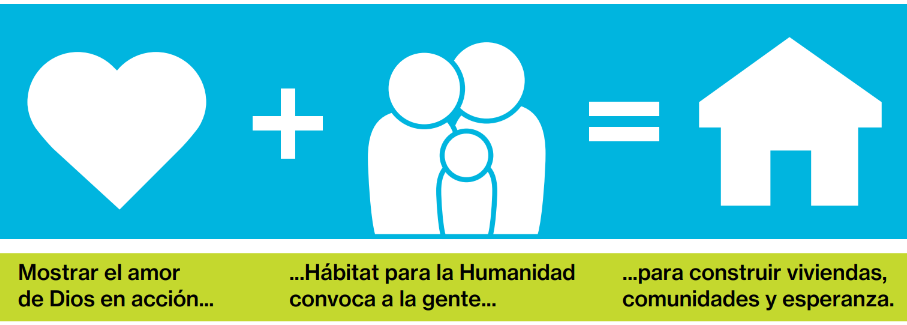 Mostrar el amor
de Dios en acción...
...Hábitat para la Humanidad
convoca a la gente...
...para construir viviendas,
comunidades y esperanza.